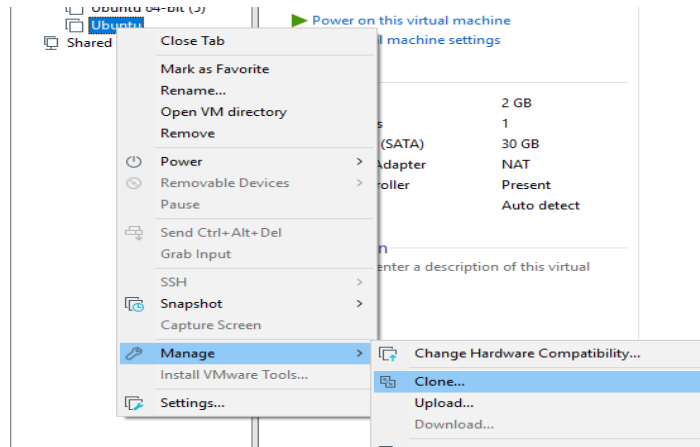 Ubuntu 64-bit (5)
Ubuntu
Shared
Power on this virtual machine
l machine settings
2 GB
s 1
(SATA) 30 GB
Adapter NAT
roller Present
Auto detect
n
enter a description of this virtual
Close Tab
Mark as Favorite
Rename...
Open VM directory
Remove
Power >
Removable Devices >
Pause
Send Ctrl+Alt+Del
Grab Input
SSH >
Snapshot >
Capture Screen
Manage >
Install VMware Tools...
Settings...
Change Hardware Compatibility...
Clone...
Upload...
Download...